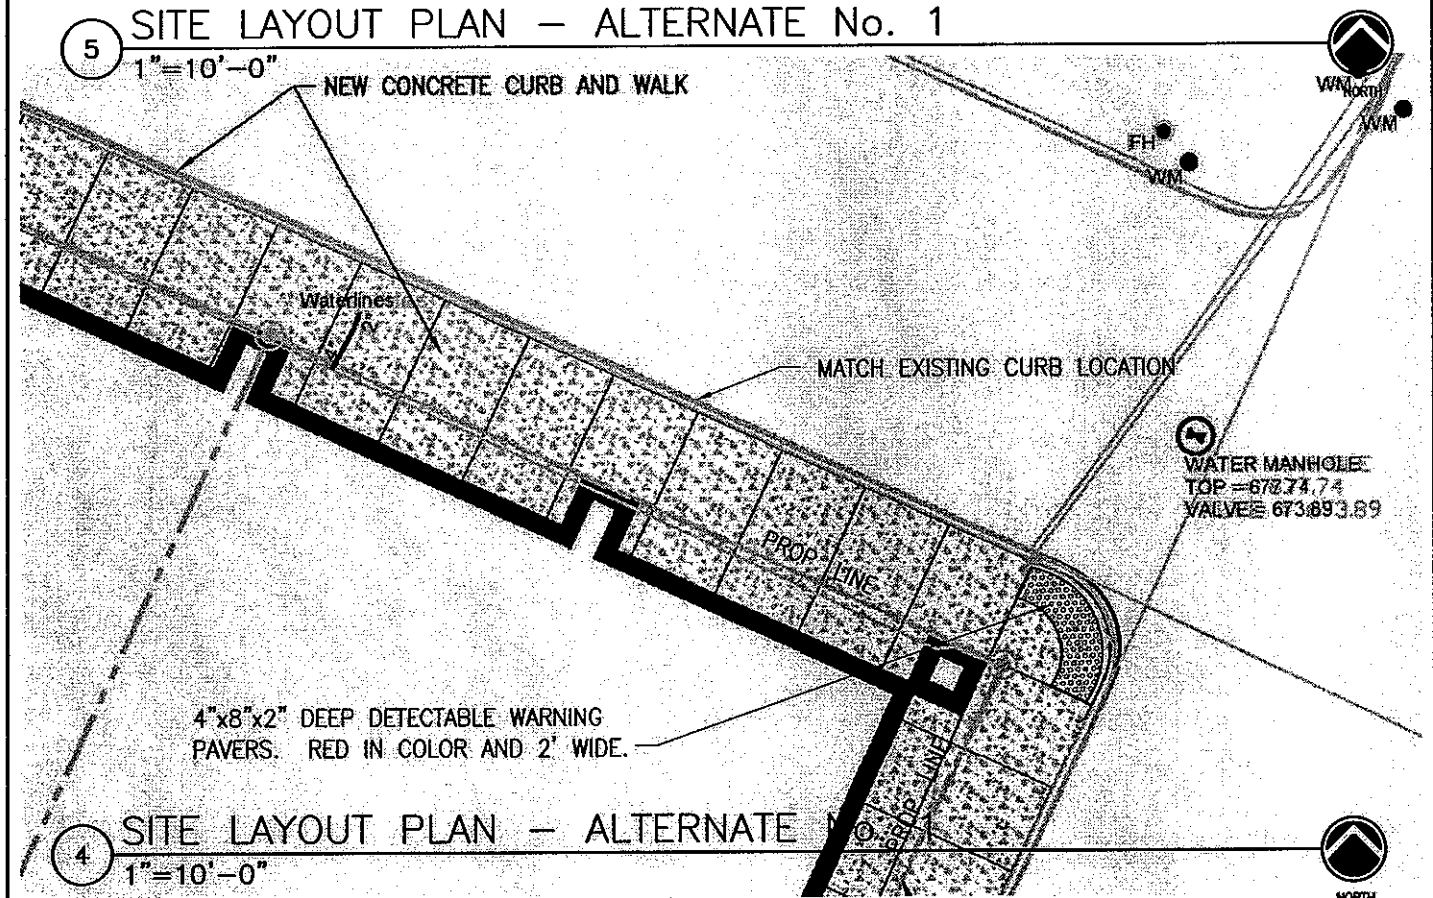 5
SITE LAYOUT PLAN – ALTERNATE No. 1
1"=10'-0"
NORTH
WM
WM
FH
WM
NEW CONCRETE CURB AND WALK
Waterlines
MATCH EXISTING CURB LOCATION
WATER MANHOLE
PROP LINE
4"x8"x2" DEEP DETECTABLE WARNING
PAVERS. RED IN COLOR AND 2' WIDE.
PROP LINE
4
SITE LAYOUT PLAN – ALTERNATE No. 1
1"=10'-0"
NORTH